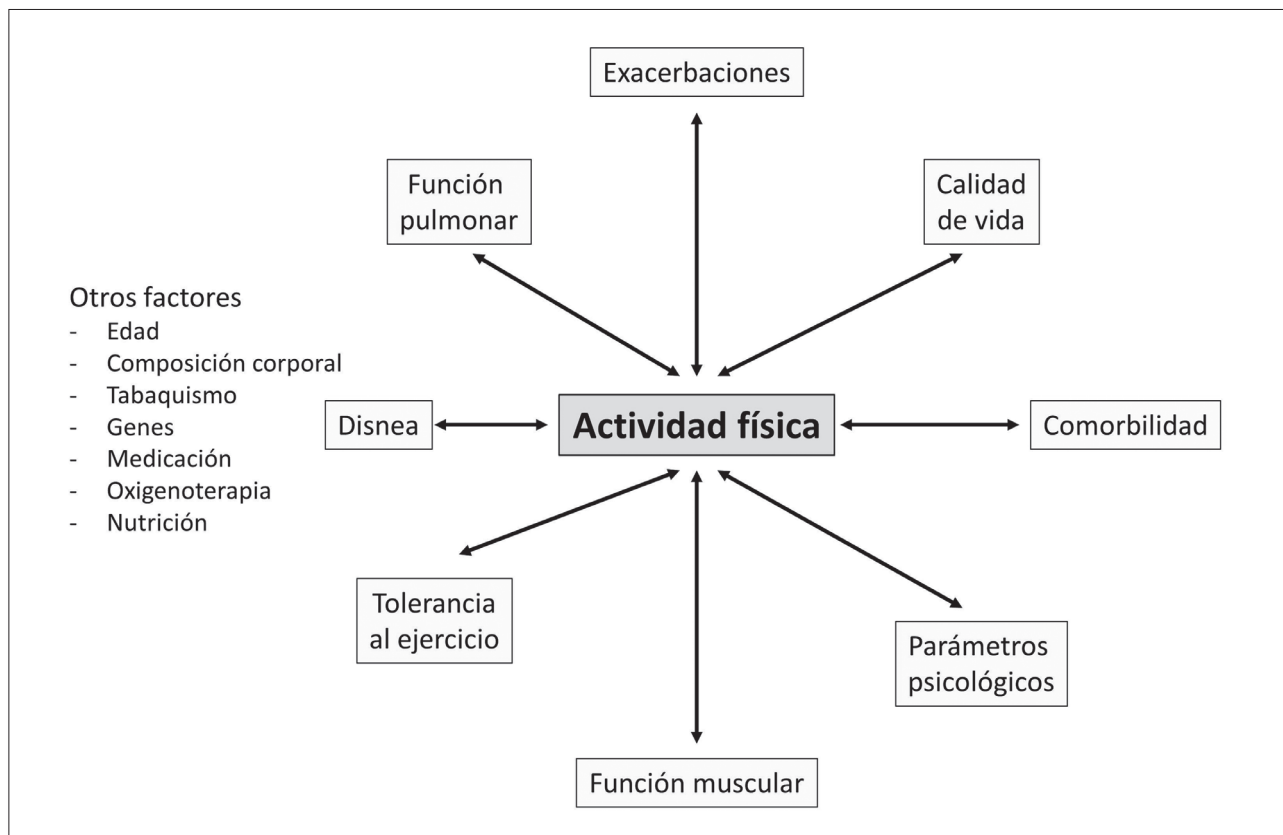 Exacerbaciones
Función
pulmonar
Calidad
de vida
Otros factores
- Edad
- Composición corporal
- Tabaquismo
- Genes
- Medicación
- Oxigenoterapia
- Nutrición
Disnea
Actividad física
Comorbilidad
Tolerancia
al ejercicio
Parámetros
psicológicos
Función muscular